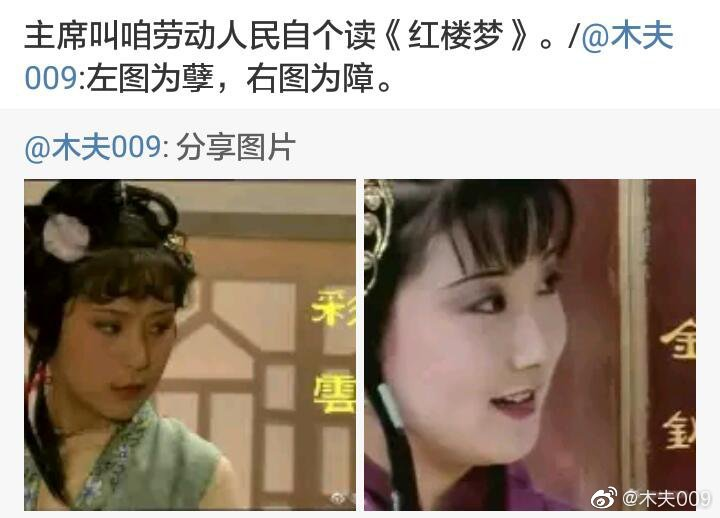 主席叫咱劳动人民自个读《红楼梦》。/@木夫
009:左图为孽，右图为障。
@木夫009: 分享图片
彩
雲
金
@木夫009